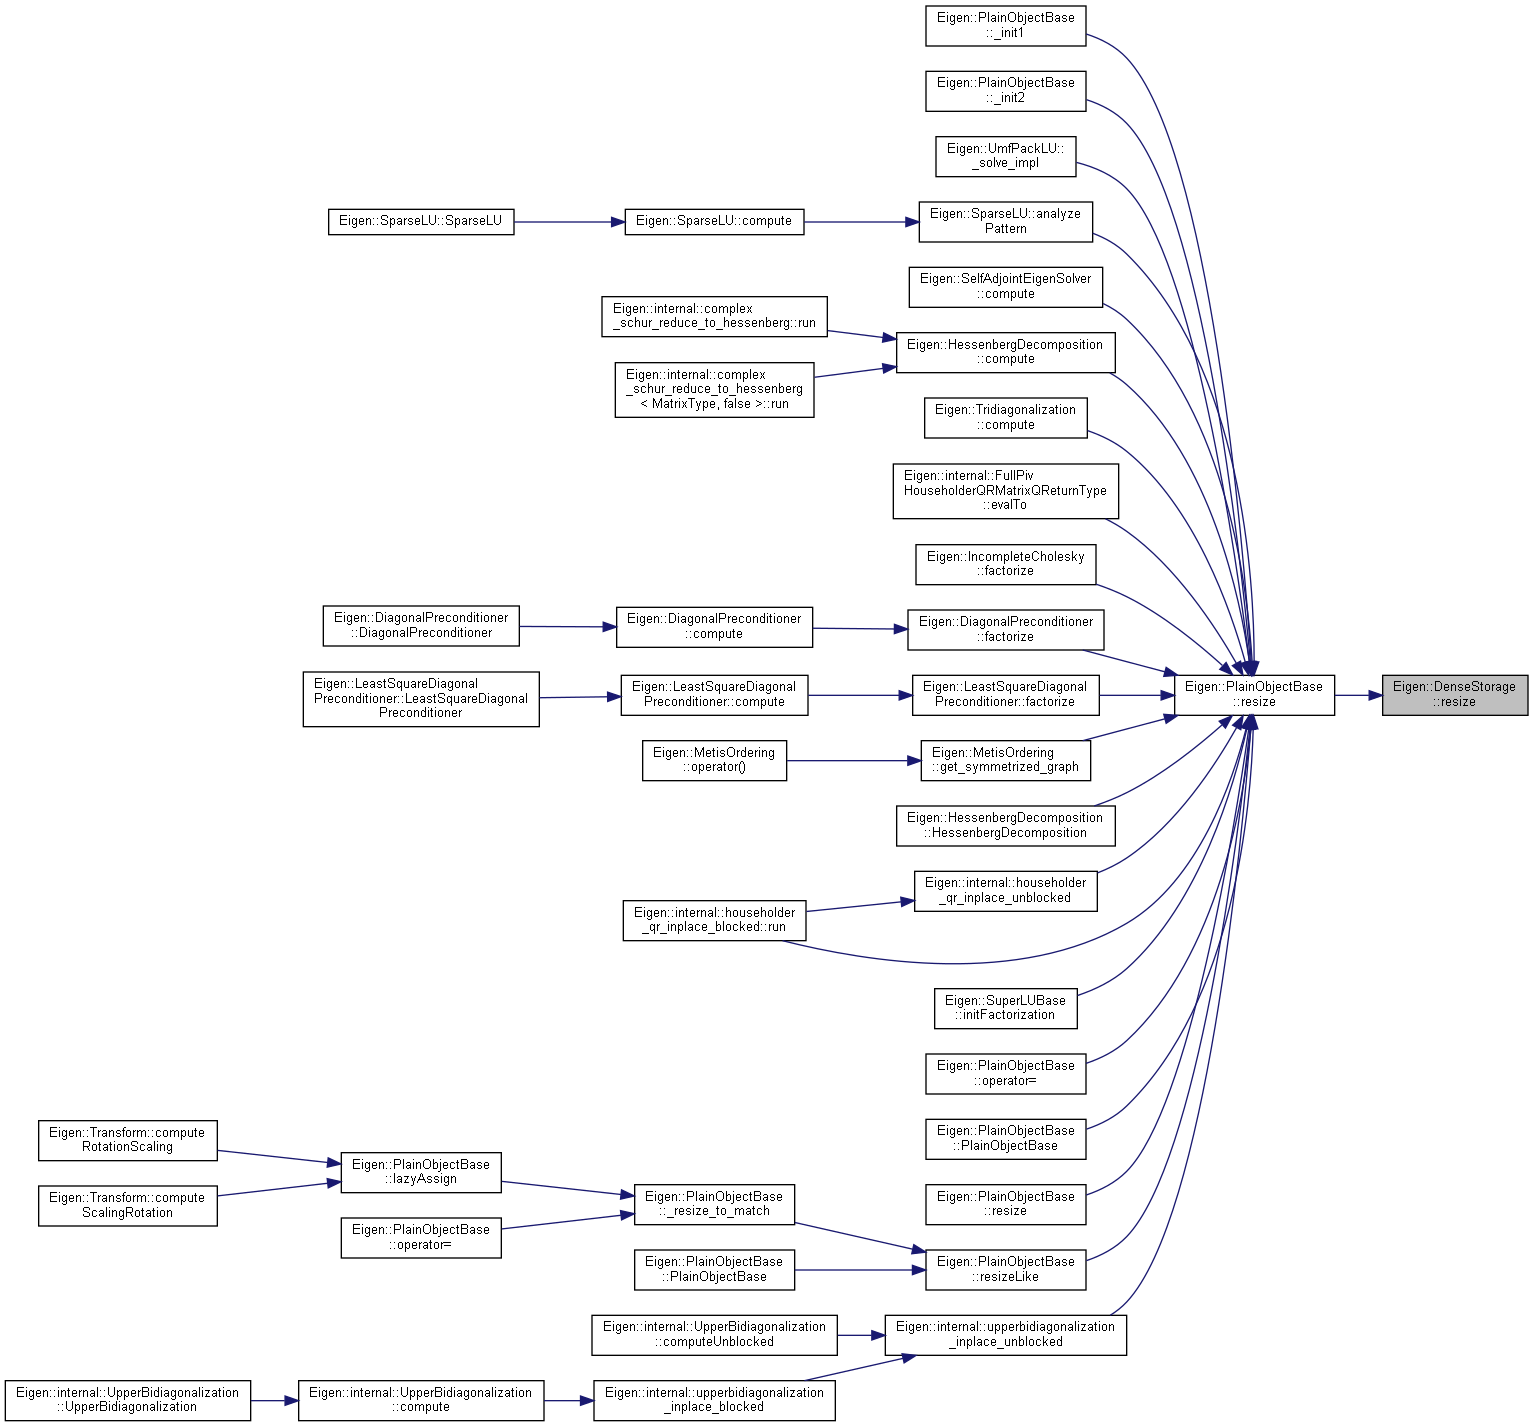 Eigen::PlainObjectBase
::_init1
Eigen::PlainObjectBase
::_init2
Eigen::UmfPackLU::
_solve_impl
Eigen::SparseLU::SparseLU
Eigen::SparseLU::compute
Eigen::SparseLU::analyze
Pattern
Eigen::SelfAdjointEigenSolver
::compute
Eigen::internal::complex
_schur_reduce_to_hessenberg::run
Eigen::HessenbergDecomposition
::compute
Eigen::internal::complex
_schur_reduce_to_hessenberg
< MatrixType, false >::run
Eigen::Tridiagonalization
::compute
Eigen::internal::FullPiv
HouseholderQRMatrixQReturnType
::evalTo
Eigen::IncompleteCholesky
::factorize
Eigen::DiagonalPreconditioner
::DiagonalPreconditioner
Eigen::DiagonalPreconditioner
::compute
Eigen::DiagonalPreconditioner
::factorize
Eigen::LeastSquareDiagonal
Preconditioner::LeastSquareDiagonal
Preconditioner
Eigen::LeastSquareDiagonal
Preconditioner::compute
Eigen::LeastSquareDiagonal
Preconditioner::factorize
Eigen::PlainObjectBase
::resize
Eigen::DenseStorage
::resize
Eigen::MetisOrdering
::operator()
Eigen::MetisOrdering
::get_symmetrized_graph
Eigen::HessenbergDecomposition
::HessenbergDecomposition
Eigen::internal::householder
_qr_inplace_unblocked
Eigen::internal::householder
_qr_inplace_blocked::run
Eigen::SuperLUBase
::initFactorization
Eigen::PlainObjectBase
::operator=
Eigen::PlainObjectBase
::PlainObjectBase
Eigen::Transform::compute
RotationScaling
Eigen::PlainObjectBase
::lazyAssign
Eigen::Transform::compute
ScalingRotation
Eigen::PlainObjectBase
::_resize_to_match
Eigen::PlainObjectBase
::resize
Eigen::PlainObjectBase
::operator=
Eigen::PlainObjectBase
::PlainObjectBase
Eigen::PlainObjectBase
::resizeLike
Eigen::internal::UpperBidiagonalization
::computeUnblocked
Eigen::internal::upperbidiagonalization
_inplace_unblocked
Eigen::internal::UpperBidiagonalization
::UpperBidiagonalization
Eigen::internal::UpperBidiagonalization
::compute
Eigen::internal::upperbidiagonalization
_inplace_blocked